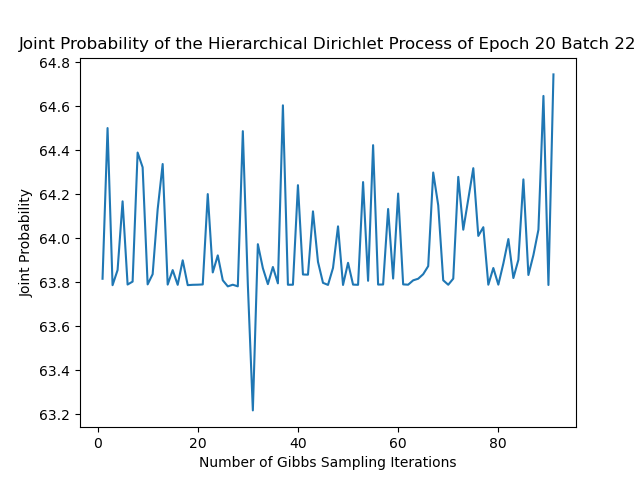 Joint Probability of the Hierarchical Dirichlet Process of Epoch 20 Batch 22
64.8
64.6
64.4
64.2
64.0
63.8
63.6
63.4
63.2
Joint Probability
0 20 40 60 80
Number of Gibbs Sampling Iterations